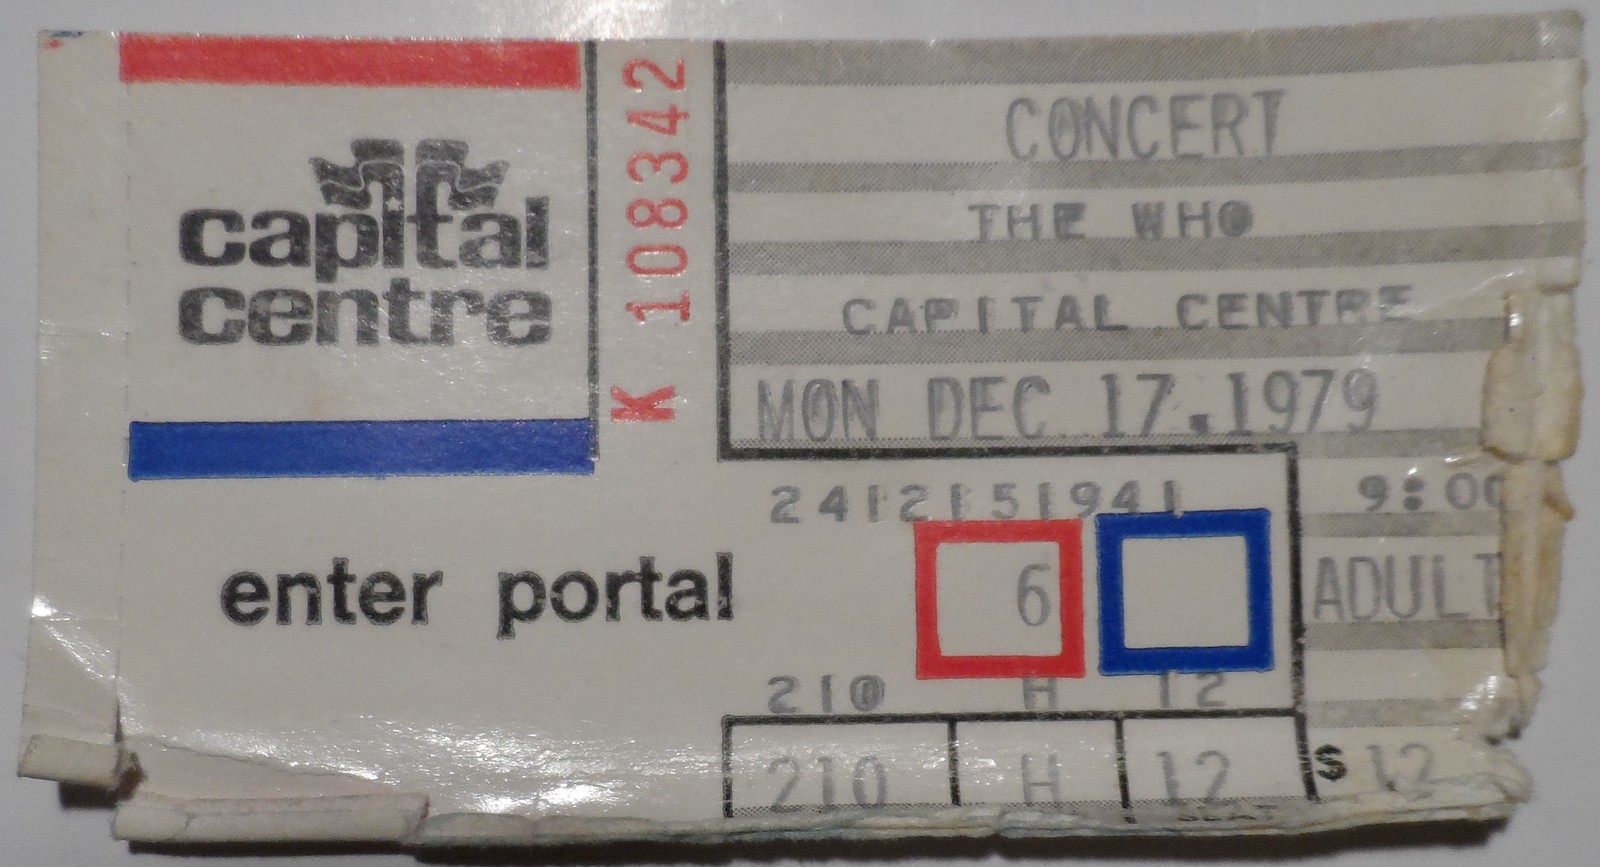 capital
centre
K 108342
CONCERT
THE WHO
CAPITAL CENTRE
MON DEC 17.1979
2412151941
9:00
enter portal
6
ADULT
210 H 12
210 H 12 $ 12
SEAT